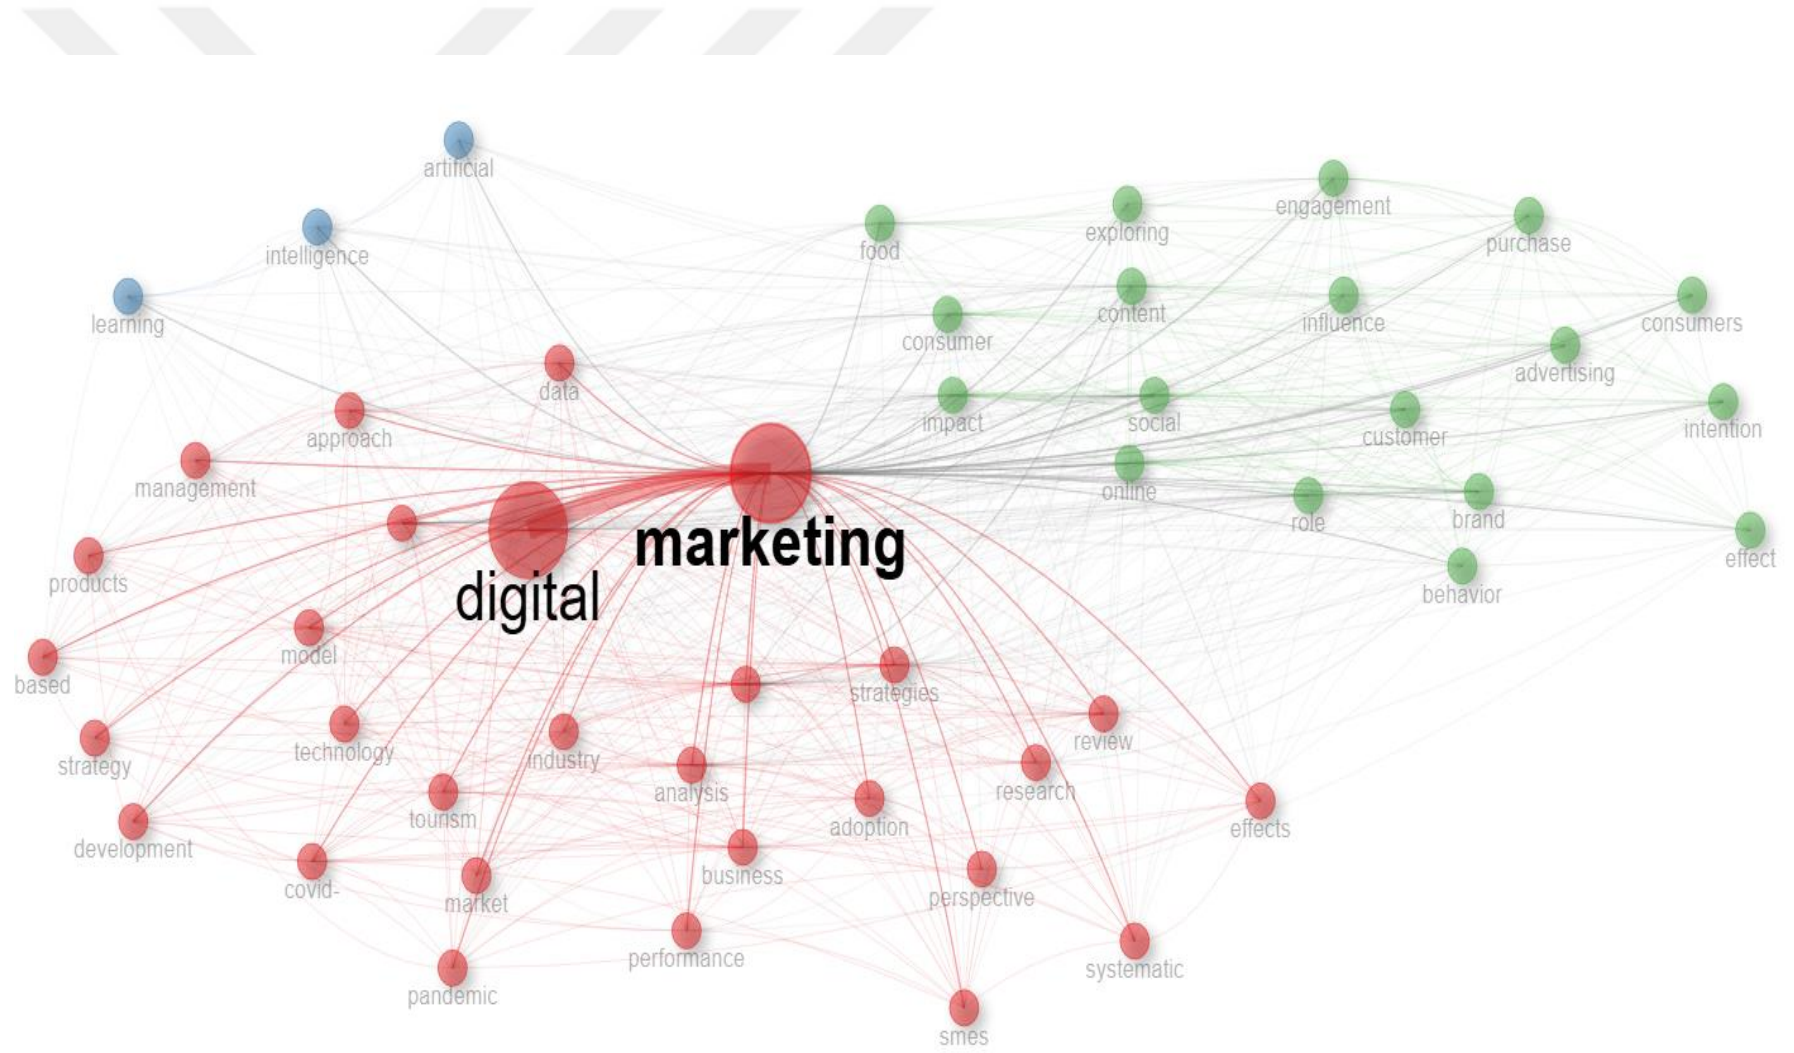 artificial
engagement
exploring
purchase
food
intelligence
content
influence
consumers
learning
consumer
advertising
data
impact
social
intention
customer
approach
management
online
role
brand
marketing
effect
products
behavior
digital
model
based
strategies
review
technology
industry
strategy
analysis
research
tourism
adoption
effects
development
business
covid-
perspective
market
performance
systematic
pandemic
smes